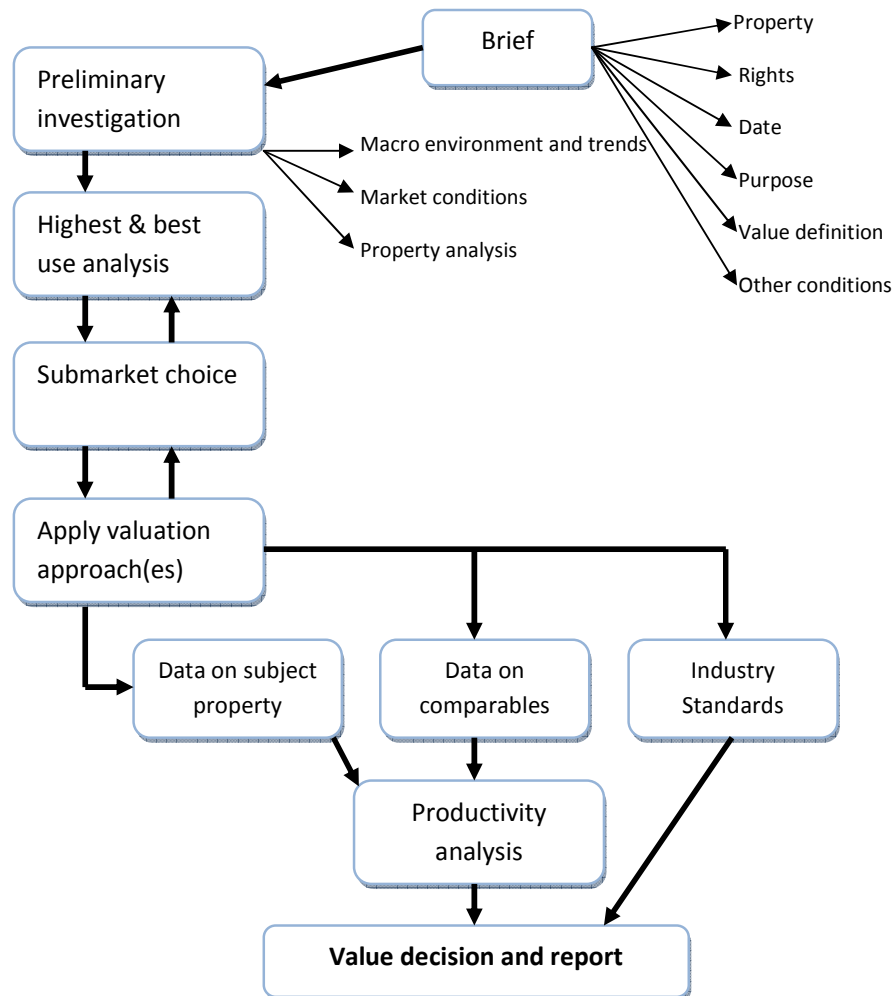 Brief
Property
Rights
Date
Purpose
Value definition
Other conditions
Preliminary
investigation
Macro environment and trends
Market conditions
Property analysis
Highest & best
use analysis
Submarket choice
Apply valuation
approach(es)
Data on subject
property
Data on
comparables
Industry
Standards
Productivity
analysis
Value decision and report